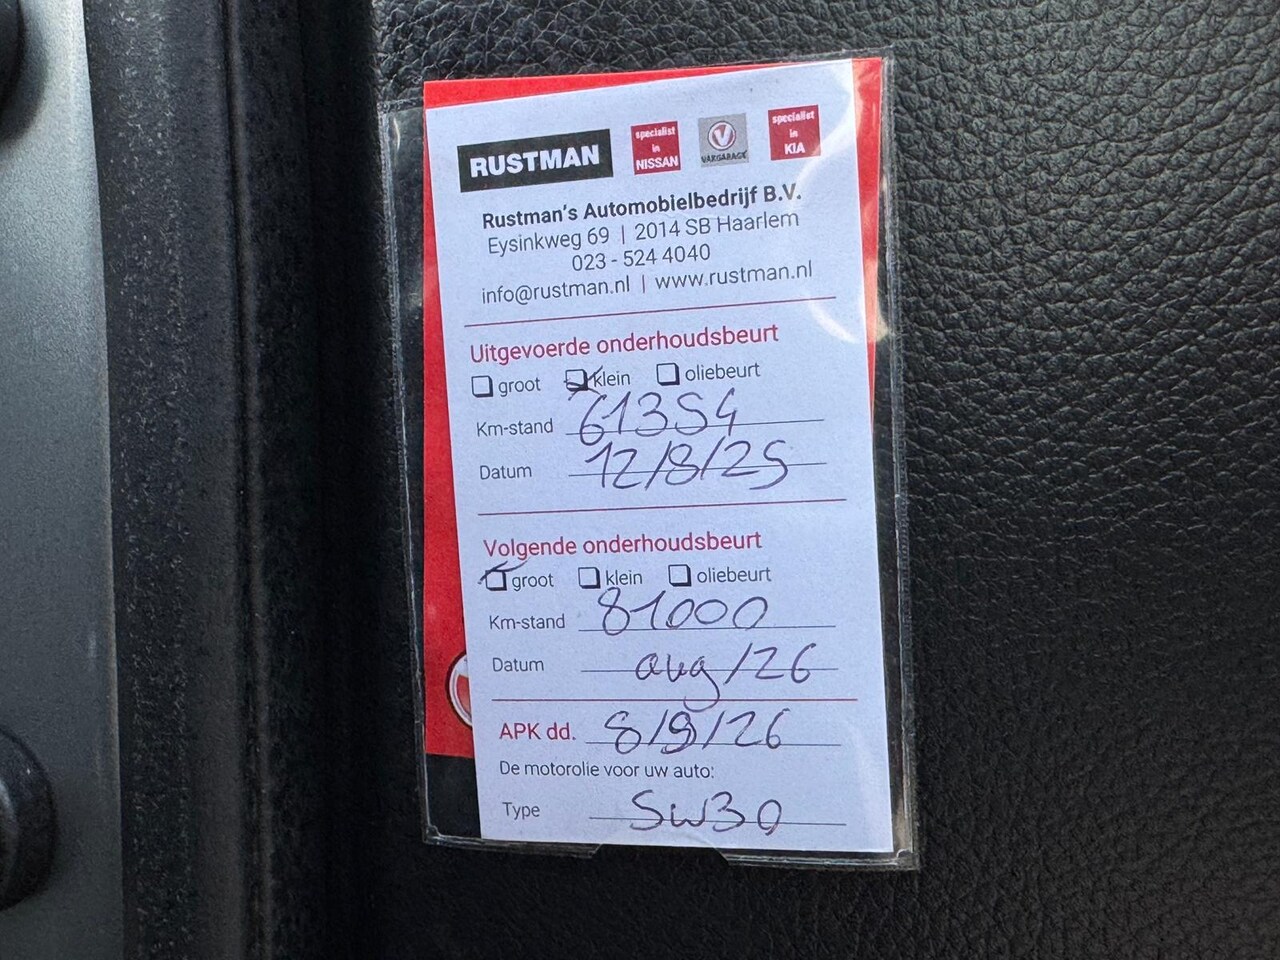 RUSTMAN
specialist
in
NISSAN
VAKGARAGE
specialist
in
KIA
Rustman's Automobielbedrijf B.V.
Eysinkweg 69 | 2014 SB Haarlem
023 - 524 4040
info@rustman.nl | www.rustman.nl
Uitgevoerde onderhoudsbeurt
groot klein oliebeurt
Km-stand 61354
Datum 12/8/25
Volgende onderhoudsbeurt
groot klein oliebeurt
Km-stand 81000
Datum aug/26
APK dd. 8/9/26
De motorolie voor uw auto:
Type 5W30